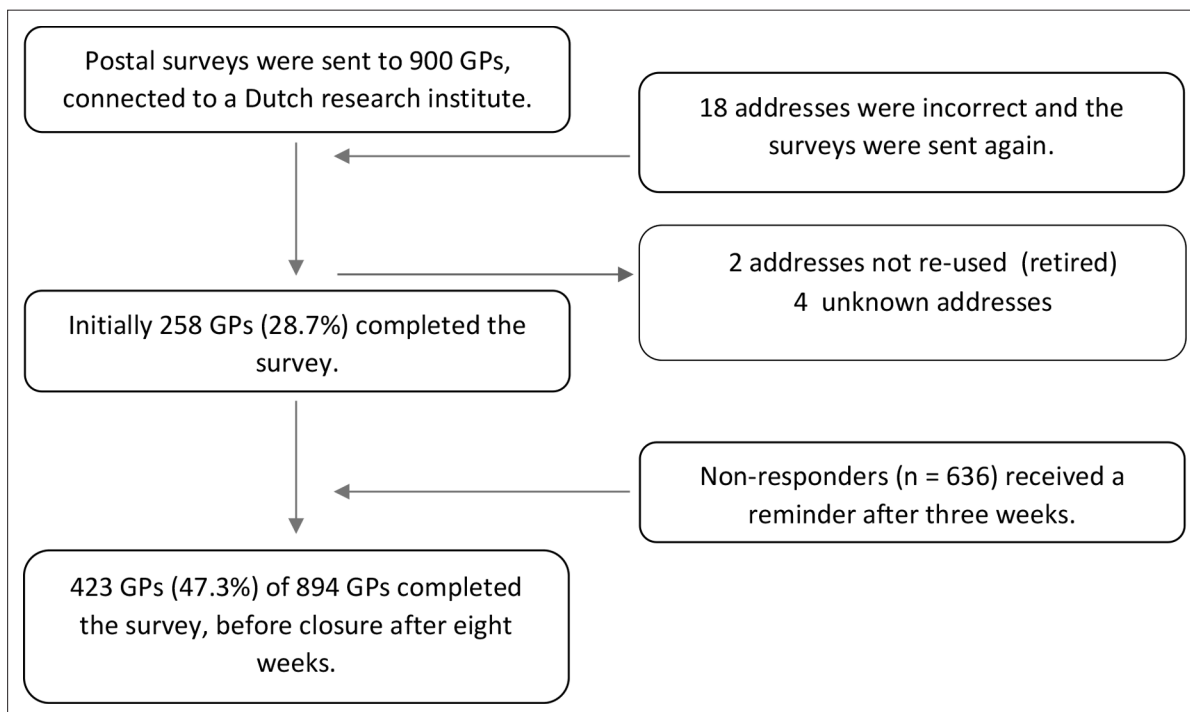 Postal surveys were sent to 900 GPs,
connected to a Dutch research institute.
18 addresses were incorrect and the
surveys were sent again.
2 addresses not re-used (retired)
4 unknown addresses
Initially 258 GPs (28.7%) completed the
survey.
Non-responders (n = 636) received a
reminder after three weeks.
423 GPs (47.3%) of 894 GPs completed
the survey, before closure after eight
weeks.